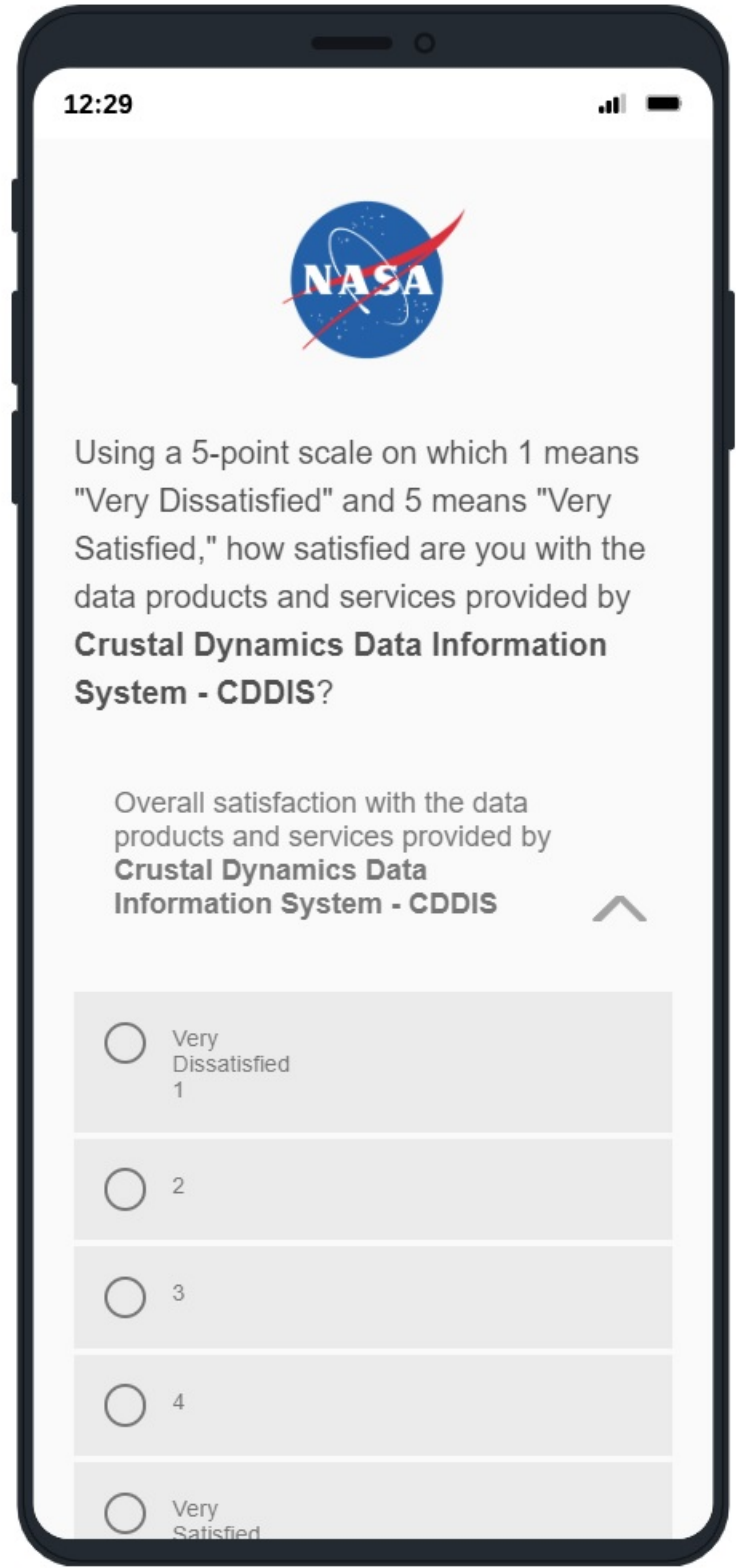 12:29
NASA
Using a 5-point scale on which 1 means
"Very Dissatisfied" and 5 means "Very
Satisfied," how satisfied are you with the
data products and services provided by
Crustal Dynamics Data Information
System - CDDIS?
Overall satisfaction with the data
products and services provided by
Crustal Dynamics Data
Information System - CDDIS
Very
Dissatisfied
1
2
3
4
Very
Satisfied